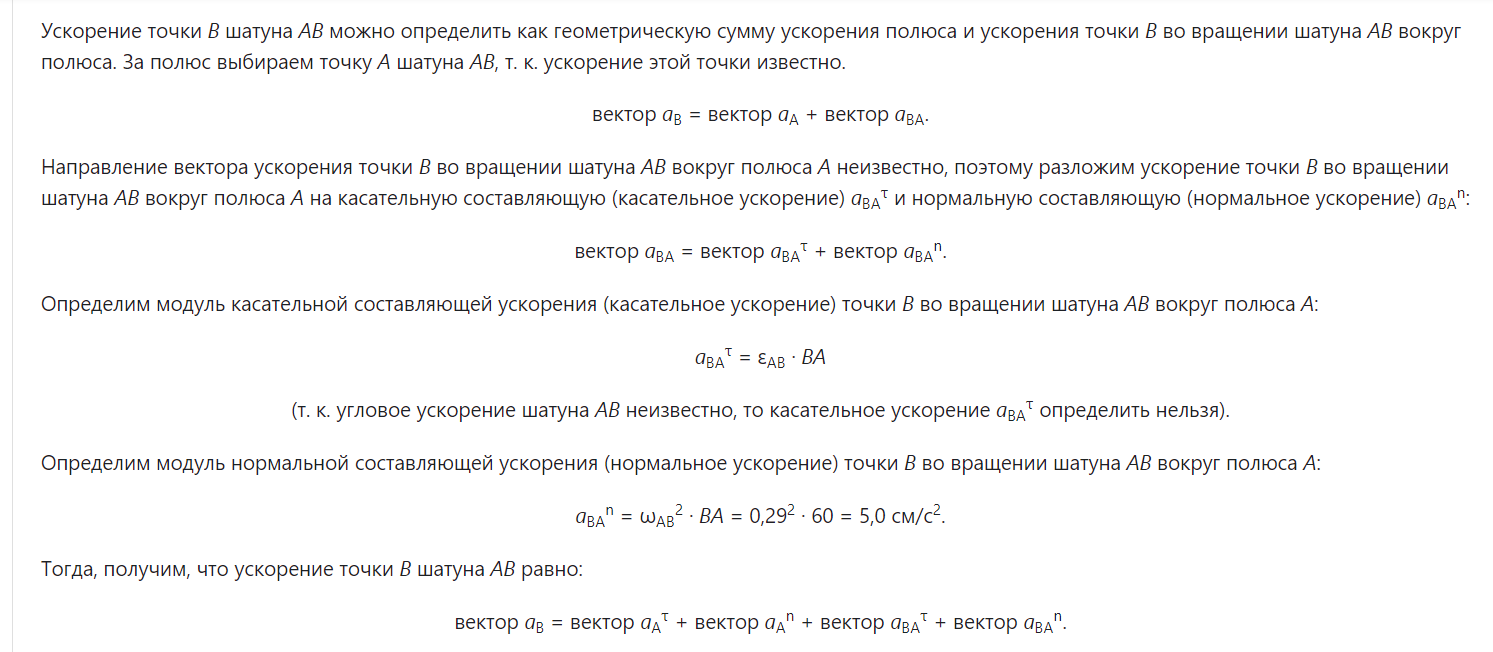 Ускорение точки B шатуна AB можно определить как геометрическую сумму ускорения полюса и ускорения точки B во вращении шатуна AB вокруг
полюса. За полюс выбираем точку A шатуна AB, т. к. ускорение этой точки известно.
вектор aB = вектор aA + вектор aBA.
Направление вектора ускорения точки B во вращении шатуна AB вокруг полюса A неизвестно, поэтому разложим ускорение точки B во вращении
шатуна AB вокруг полюса A на касательную составляющую (касательное ускорение) aBAτ и нормальную составляющую (нормальное ускорение) aBAn:
вектор aBA = вектор aBAτ + вектор aBAn.
Определим модуль касательной составляющей ускорения (касательное ускорение) точки B во вращении шатуна AB вокруг полюса A:
aBAτ = εAB · BA
(т. к. угловое ускорение шатуна AB неизвестно, то касательное ускорение aBAτ определить нельзя).
Определим модуль нормальной составляющей ускорения (нормальное ускорение) точки B во вращении шатуна AB вокруг полюса A:
aBAn = ωAB² · BA = 0,29² · 60 = 5,0 см/с².
Тогда, получим, что ускорение точки B шатуна AB равно:
вектор aB = вектор aAτ + вектор aAn + вектор aBAτ + вектор aBAn.